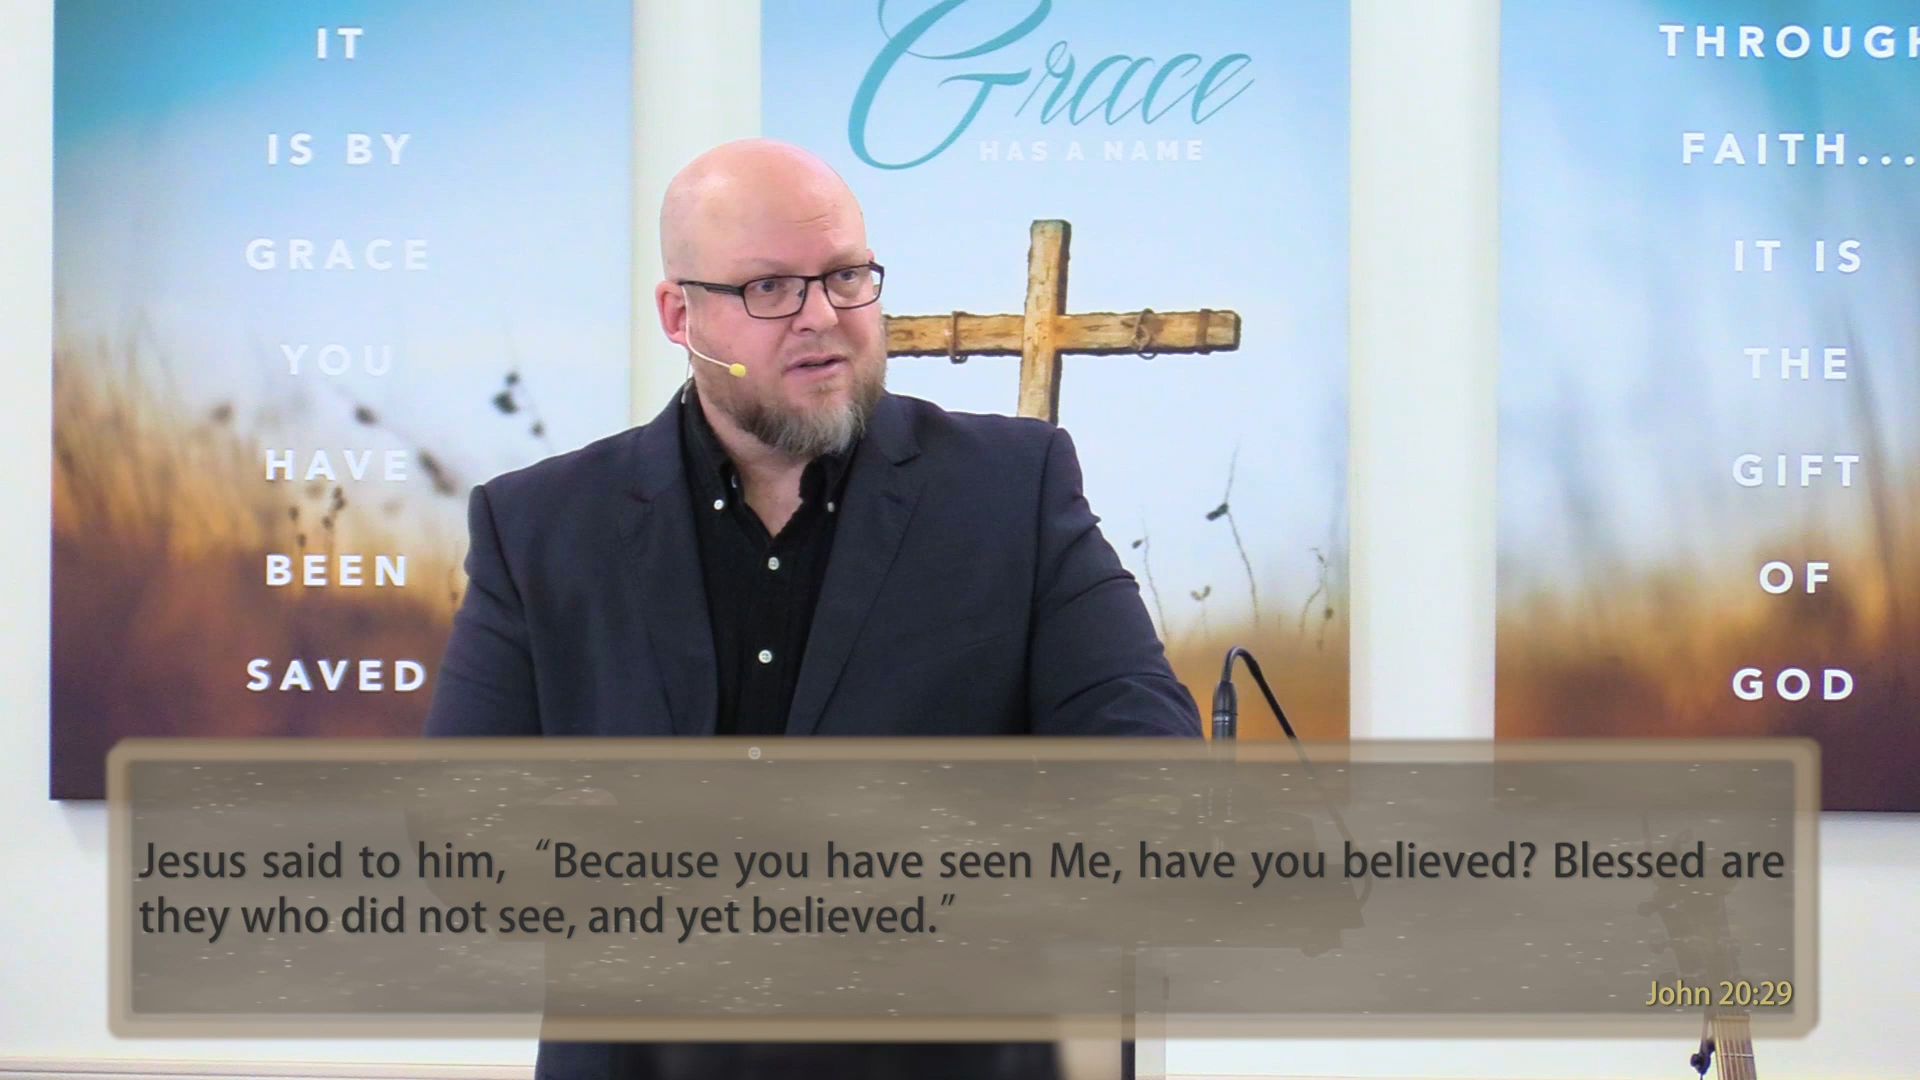 IT
IS BY
GRACE
YOU
HAVE
BEEN
SAVED
Grace
HAS A NAME
THROUGH
FAITH...
IT IS
THE
GIFT
OF
GOD
Jesus said to him, “Because you have seen Me, have you believed? Blessed are
they who did not see, and yet believed.”
John 20:29